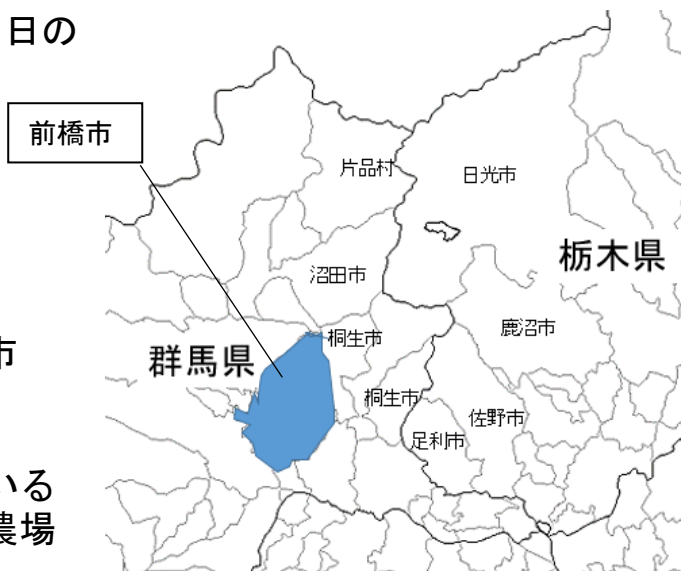 日の
前橋市
片品村
日光市
栃木県
沼田市
鹿沼市
桐生市
市
群馬県
桐生市
佐野市
足利市
いる
農場